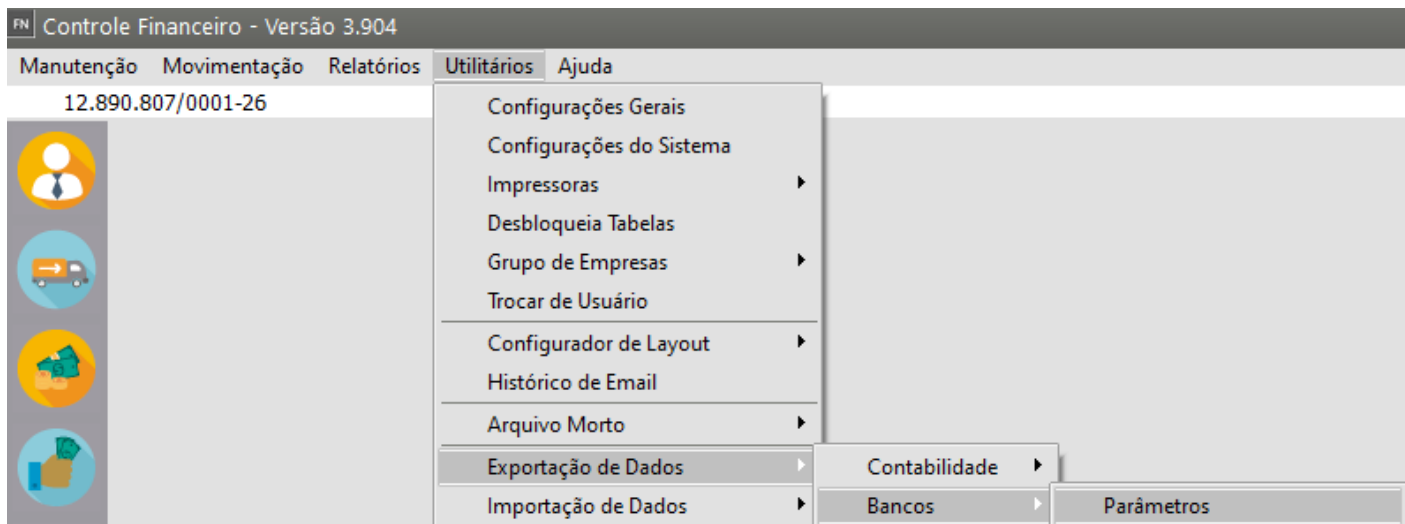 FN Controle Financeiro - Versão 3.904
Manutenção Movimentação Relatórios Utilitários Ajuda
12.890.807/0001-26
Configurações Gerais
Configurações do Sistema
Impressoras
Desbloqueia Tabelas
Grupo de Empresas
Trocar de Usuário
Configurador de Layout
Histórico de Email
Arquivo Morto
Exportação de Dados Contabilidade
Importação de Dados Bancos Parâmetros